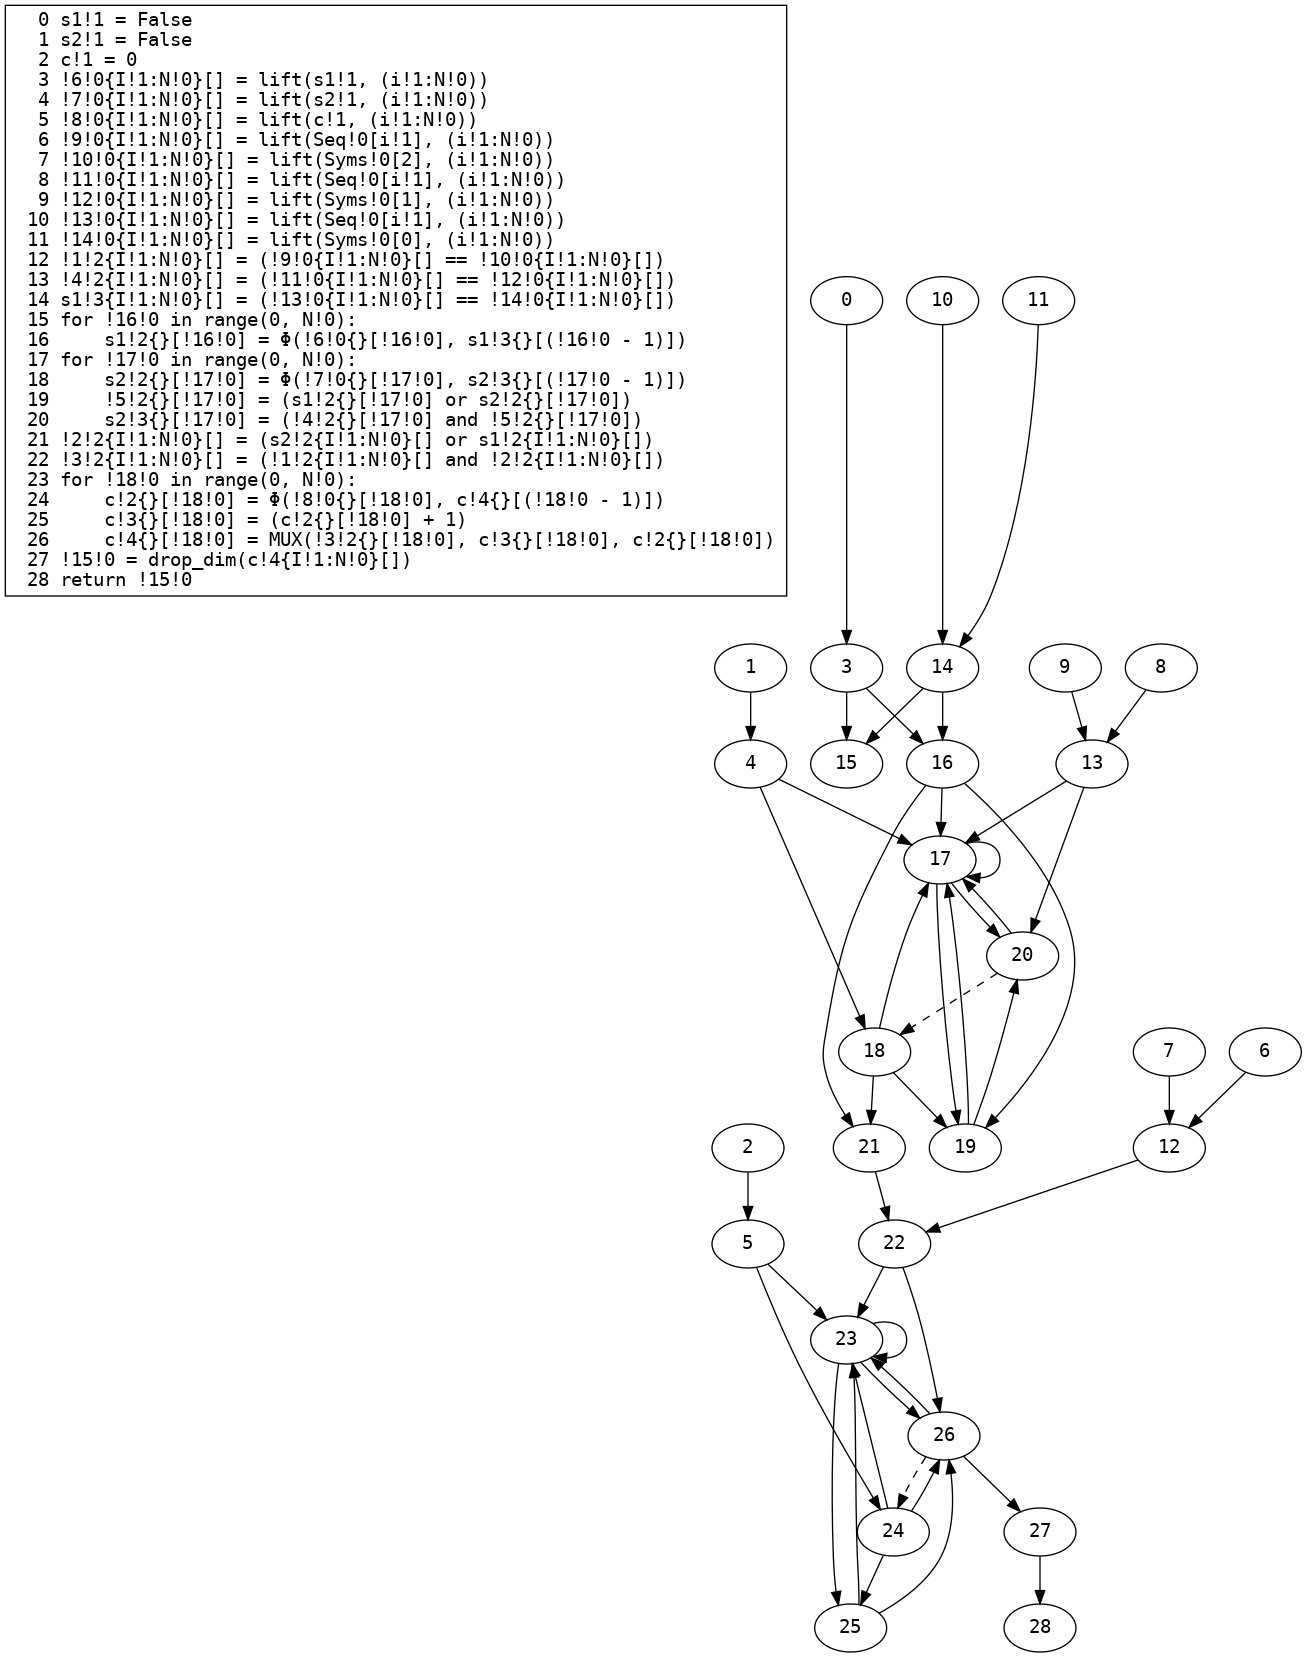 0 s1!1 = False
1 s2!1 = False
2 c!1 = 0
3 !6!0{I!1:N!0}[] = lift(s1!1, (i!1:N!0))
4 !7!0{I!1:N!0}[] = lift(s2!1, (i!1:N!0))
5 !8!0{I!1:N!0}[] = lift(c!1, (i!1:N!0))
6 !9!0{I!1:N!0}[] = lift(Seq!0[i!1], (i!1:N!0))
7 !10!0{I!1:N!0}[] = lift(Syms!0[2], (i!1:N!0))
8 !11!0{I!1:N!0}[] = lift(Seq!0[i!1], (i!1:N!0))
9 !12!0{I!1:N!0}[] = lift(Syms!0[1], (i!1:N!0))
10 !13!0{I!1:N!0}[] = lift(Seq!0[i!1], (i!1:N!0))
11 !14!0{I!1:N!0}[] = lift(Syms!0[0], (i!1:N!0))
12 !1!2{I!1:N!0}[] = (!9!0{I!1:N!0}[] == !10!0{I!1:N!0}[])
13 !4!2{I!1:N!0}[] = (!11!0{I!1:N!0}[] == !12!0{I!1:N!0}[])
14 s1!3{I!1:N!0}[] = (!13!0{I!1:N!0}[] == !14!0{I!1:N!0}[])
15 for !16!0 in range(0, N!0):
16     s1!2{}[!16!0] = Φ(!6!0{}[!16!0], s1!3{}[(!16!0 - 1)])
17 for !17!0 in range(0, N!0):
18     s2!2{}[!17!0] = Φ(!7!0{}[!17!0], s2!3{}[(!17!0 - 1)])
19     !5!2{}[!17!0] = (s1!2{}[!17!0] or s2!2{}[!17!0])
20     s2!3{}[!17!0] = (!4!2{}[!17!0] and !5!2{}[!17!0])
21 !2!2{I!1:N!0}[] = (s2!2{I!1:N!0}[] or s1!2{I!1:N!0}[])
22 !3!2{I!1:N!0}[] = (!1!2{I!1:N!0}[] and !2!2{I!1:N!0}[])
23 for !18!0 in range(0, N!0):
24     c!2{}[!18!0] = Φ(!8!0{}[!18!0], c!4{}[(!18!0 - 1)])
25     c!3{}[!18!0] = (c!2{}[!18!0] + 1)
26     c!4{}[!18!0] = MUX(!3!2{}[!18!0], c!3{}[!18!0], c!2{}[!18!0])
27 !15!0 = drop_dim(c!4{I!1:N!0}[])
28 return !15!0
0 10 11
1 3 14 9 8
4 15 16 13
17
20
18 7 6
2 21 19 12
5 22
23
26
24 27
25 28